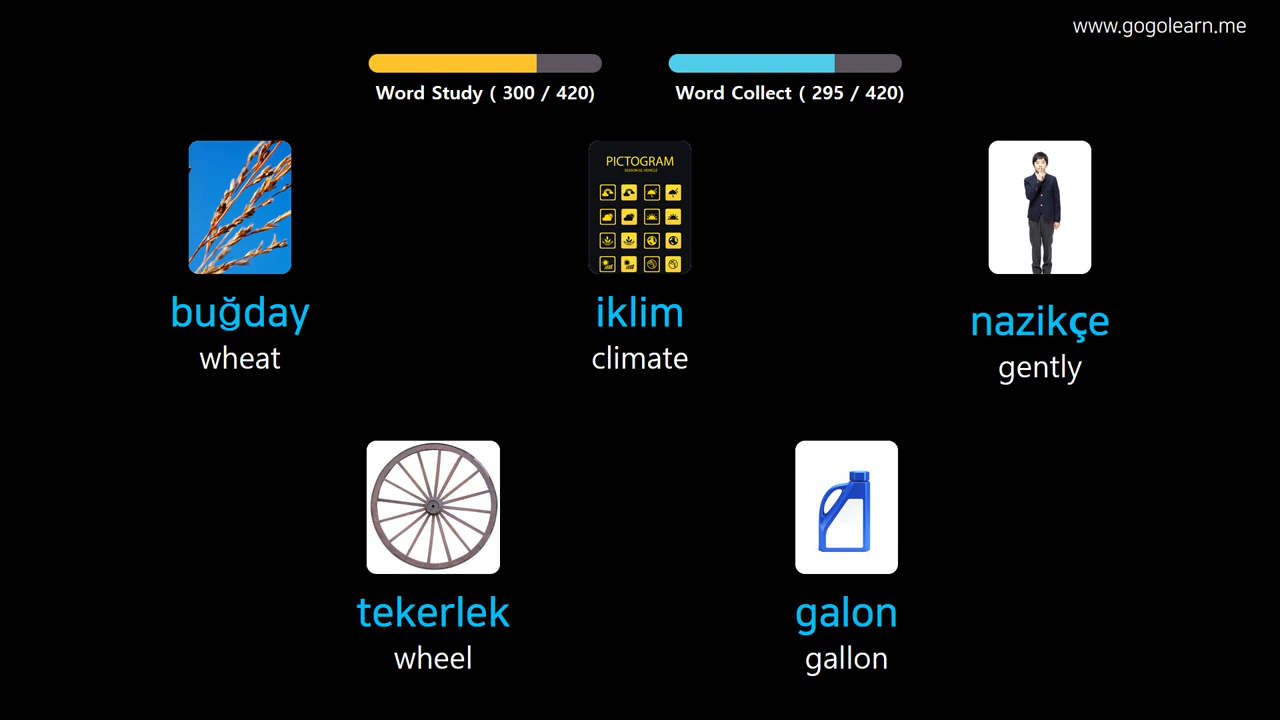 www.gogolearn.me
Word Study ( 300 / 420)
Word Collect ( 295 / 420)
PICTOGRAM
buğday
wheat
iklim
climate
nazikçe
gently
tekerlek
wheel
galon
gallon